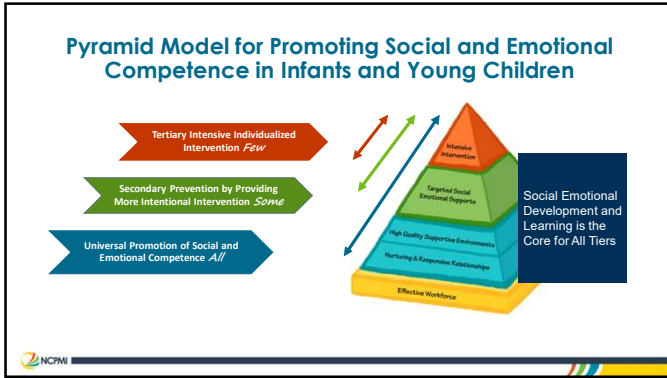 Pyramid Model for Promoting Social and Emotional
Competence in Infants and Young Children
Tertiary Intensive Individualized
Intervention Few
Secondary Prevention by Providing
More Intentional Intervention Some
Universal Promotion of Social and
Emotional Competence All
Intensive
Intervention
Targeted Social
Emotional Supports
High Quality Supportive Environments
Nurturing & Responsive Relationships
Effective Workforce
Social Emotional
Development and
Learning is the
Core for All Tiers
NCPMI